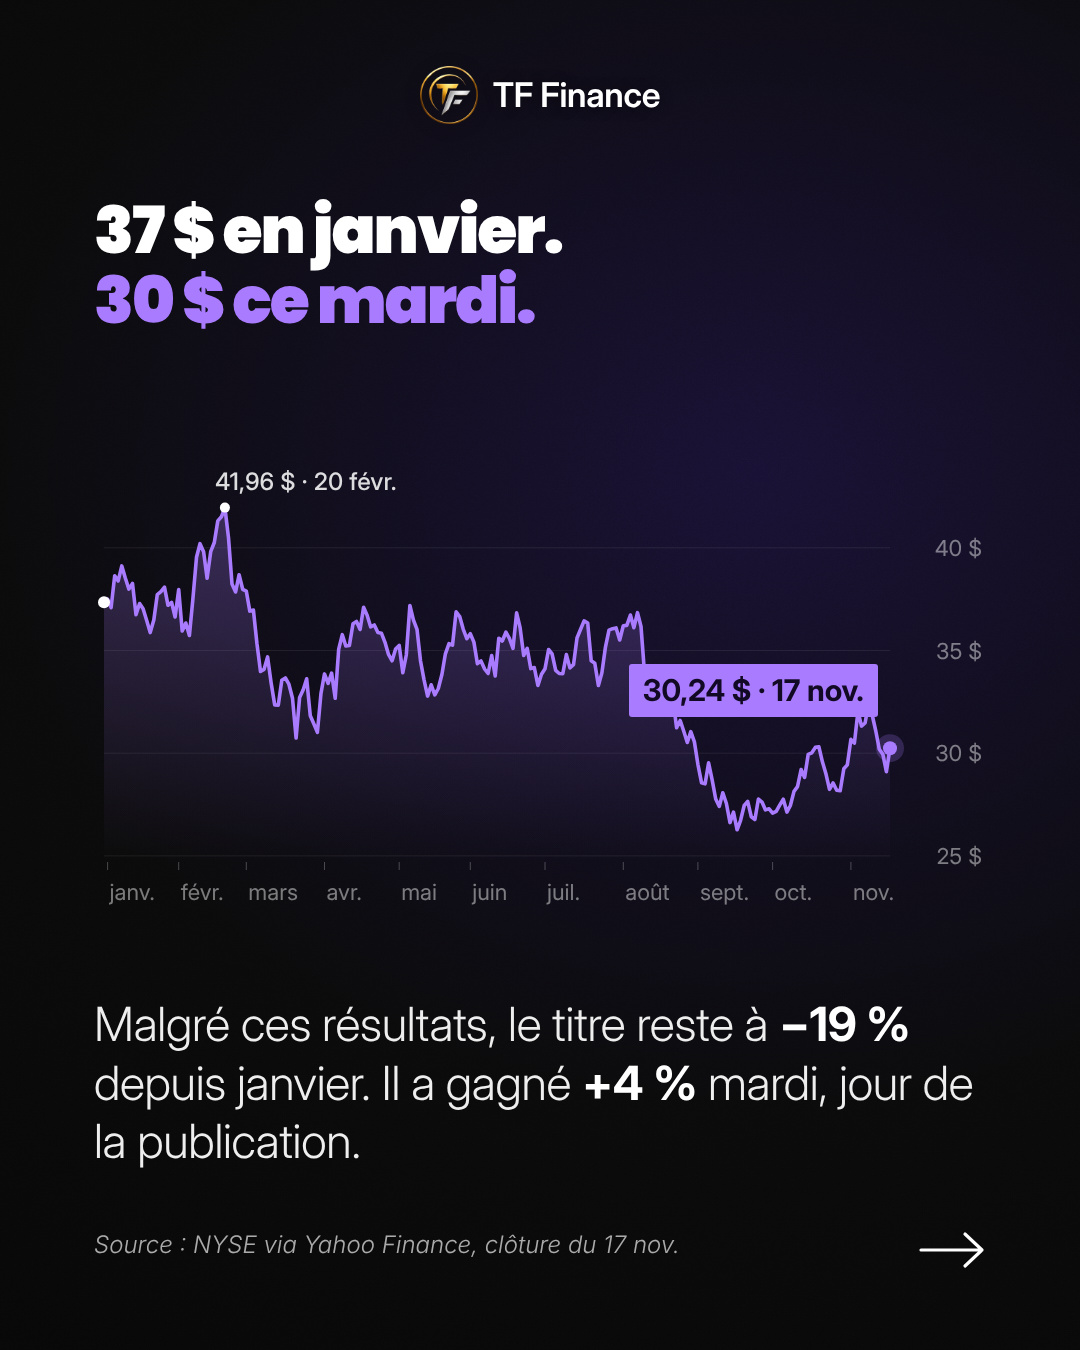 TF Finance
37 $ en janvier.
30 $ ce mardi.
41,96 $ · 20 févr.
40 $
35 $
30,24 $ · 17 nov.
30 $
25 $
janv. févr. mars avr. mai juin juil. août sept. oct. nov.
Malgré ces résultats, le titre reste à −19 %
depuis janvier. Il a gagné +4 % mardi, jour de
la publication.
Source : NYSE via Yahoo Finance, clôture du 17 nov.